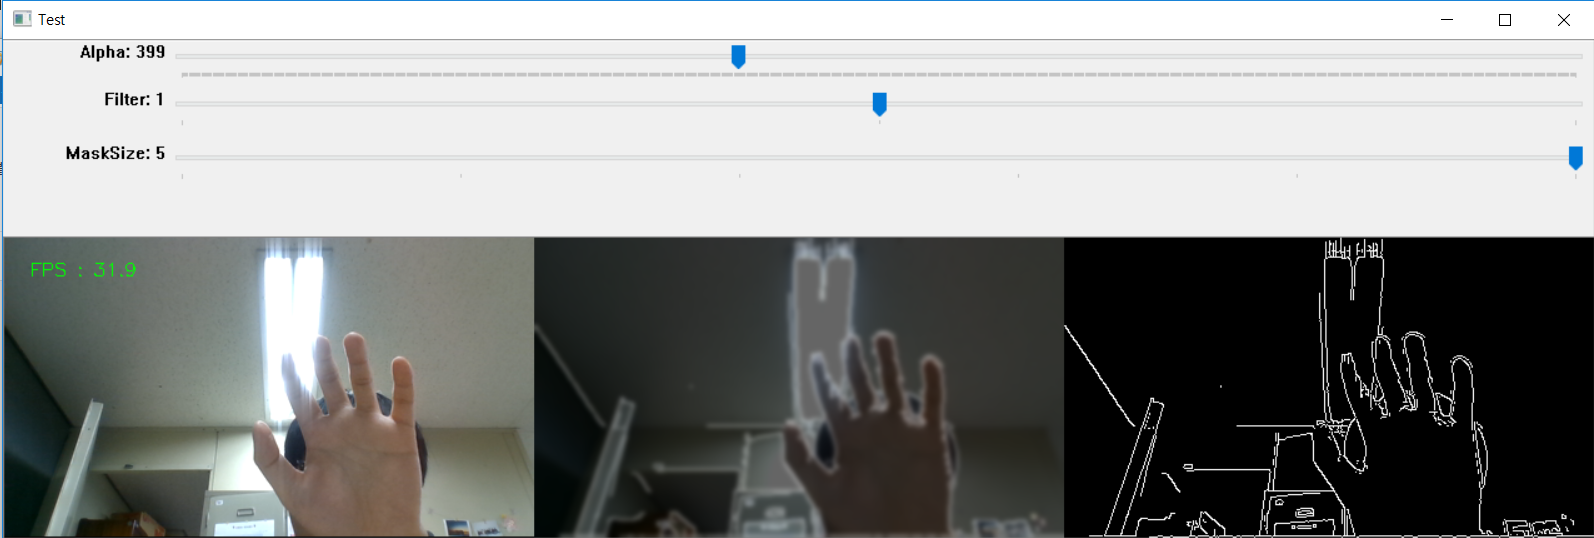 Test
Alpha: 399
Filter: 1
MaskSize: 5
FPS : 31.9